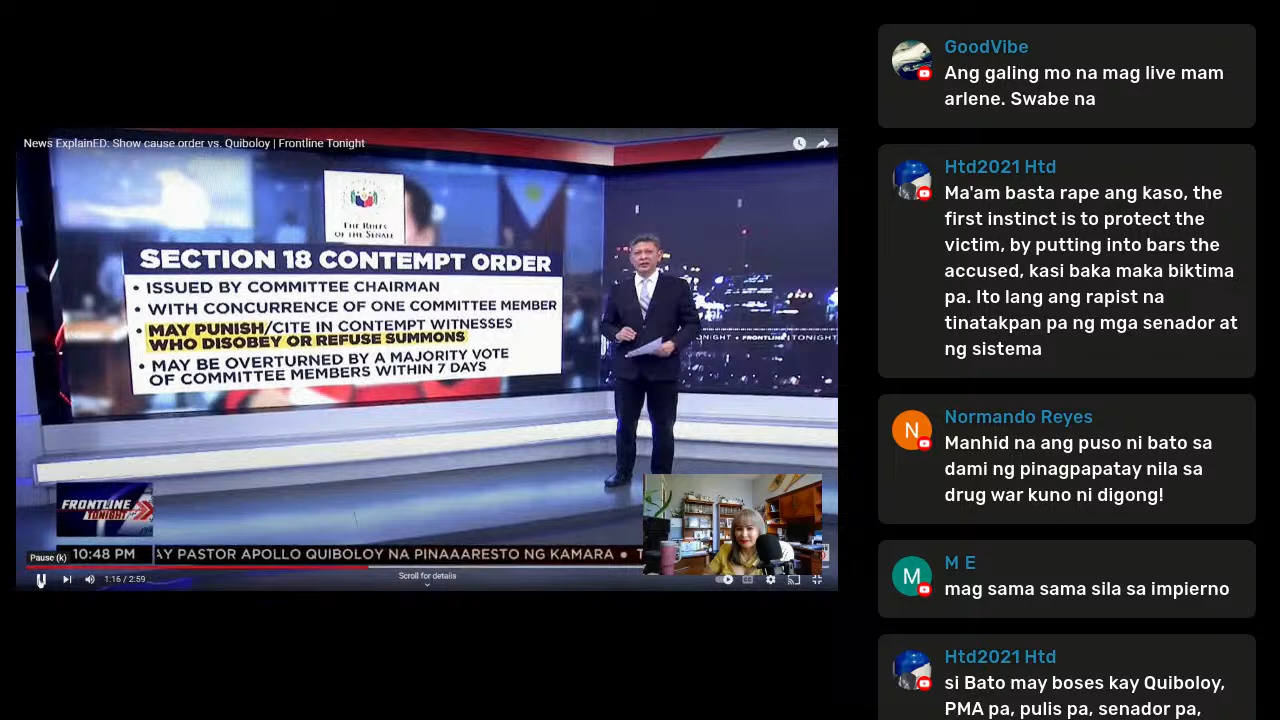 News ExplainED: Show cause order vs. Quiboloy | Frontline Tonight
THE RULES
OF THE SENATE
SECTION 18 CONTEMPT ORDER
• ISSUED BY COMMITTEE CHAIRMAN
• WITH CONCURRENCE OF ONE COMMITTEE MEMBER
• MAY PUNISH/CITE IN CONTEMPT WITNESSES
WHO DISOBEY OR REFUSE SUMMONS
• MAY BE OVERTURNED BY A MAJORITY VOTE
OF COMMITTEE MEMBERS WITHIN 7 DAYS
NIGHT • FRONTLINE TONIGHT
FRONTLINE
TONIGHT
Pause (k)
10:48 PM
AY PASTOR APOLLO QUIBOLOY NA PINAAARESTO NG KAMARA • T
1:16 / 2:59
Scroll for details
GoodVibe
Ang galing mo na mag live mam
arlene. Swabe na
Htd2021 Htd
Ma'am basta rape ang kaso, the
first instinct is to protect the
victim, by putting into bars the
accused, kasi baka maka biktima
pa. Ito lang ang rapist na
tinatakpan pa ng mga senador at
ng sistema
N
Normando Reyes
Manhid na ang puso ni bato sa
dami ng pinagpapatay nila sa
drug war kuno ni digong!
M
M E
mag sama sama sila sa impierno
Htd2021 Htd
si Bato may boses kay Quiboloy,
PMA pa, pulis pa, senador pa,